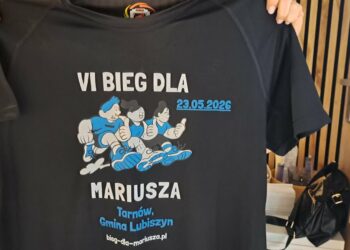 VI BIEG DLA
23.05.2026
MARIUSZA
Tarnów,
Gmina Lubiszyn
bieg-dla-mariusza.pl